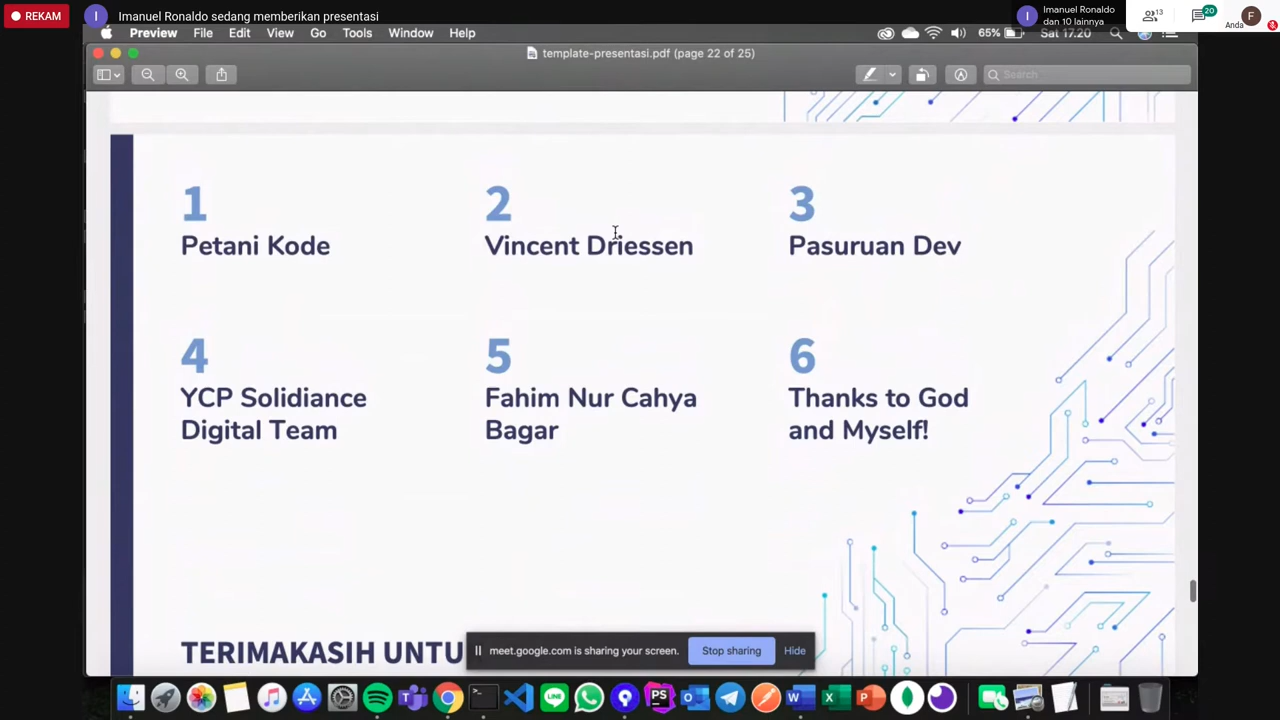 REKAM
I
Imanuel Ronaldo sedang memberikan presentasi
I
Imanuel Ronaldo
dan 10 lainnya
13
20
F
Anda
Preview
File
Edit
View
Go
Tools
Window
Help
65%
Sat 17.20
template-presentasi.pdf (page 22 of 25)
Search
1
Petani Kode
2
Vincent Driessen
3
Pasuruan Dev
4
YCP Solidiance
Digital Team
5
Fahim Nur Cahya
Bagar
6
Thanks to God
and Myself!
TERIMAKASIH UNTU
meet.google.com is sharing your screen.
Stop sharing
Hide